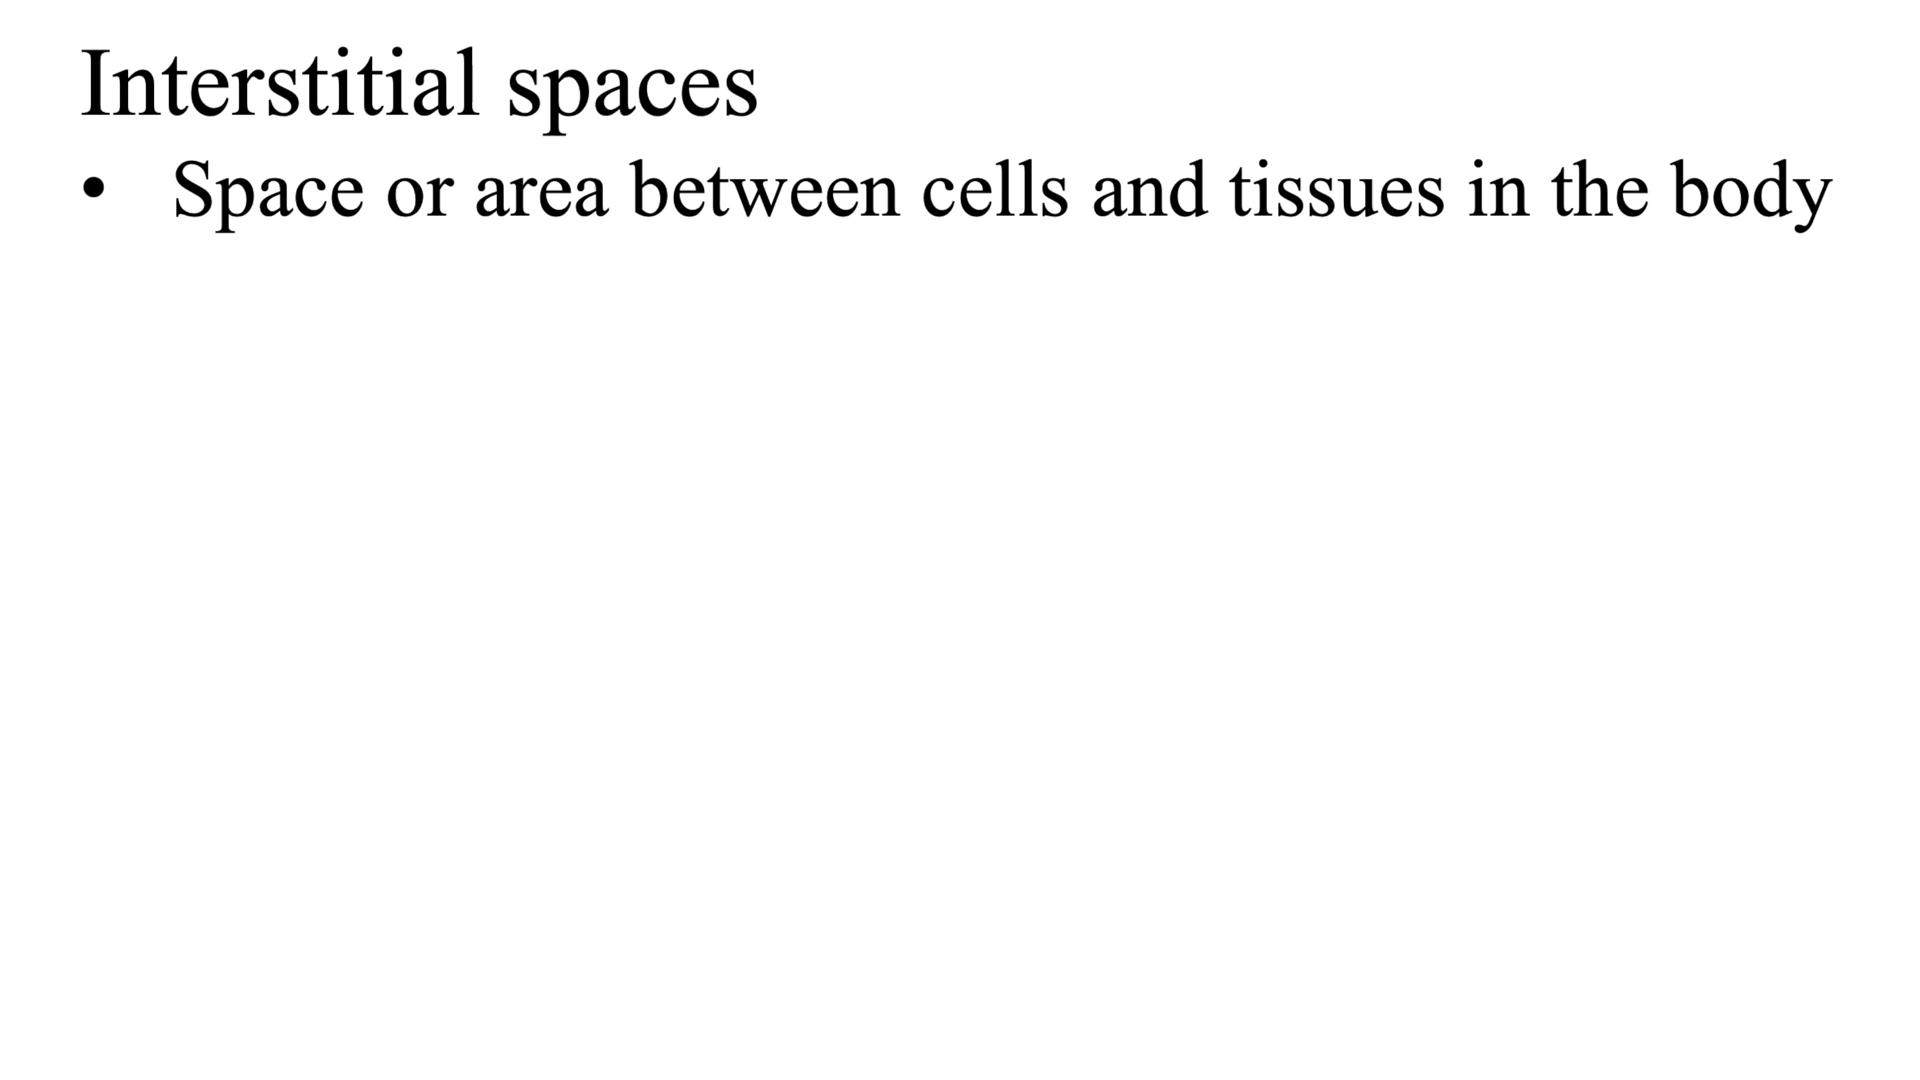 Interstitial spaces
• Space or area between cells and tissues in the body